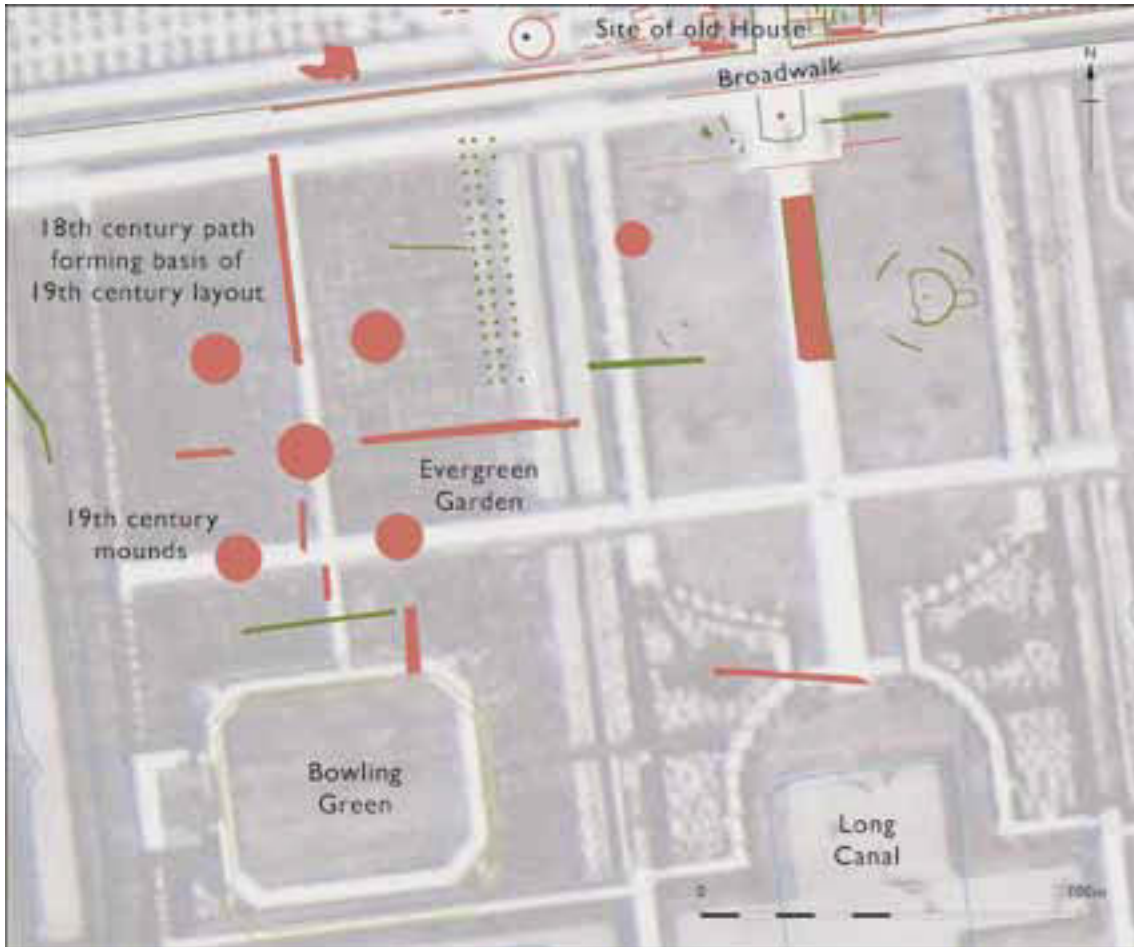 Site of old House
Broadwalk
N
18th century path
forming basis of
19th century layout
Evergreen
Garden
19th century
mounds
Bowling
Green
Long
Canal
0